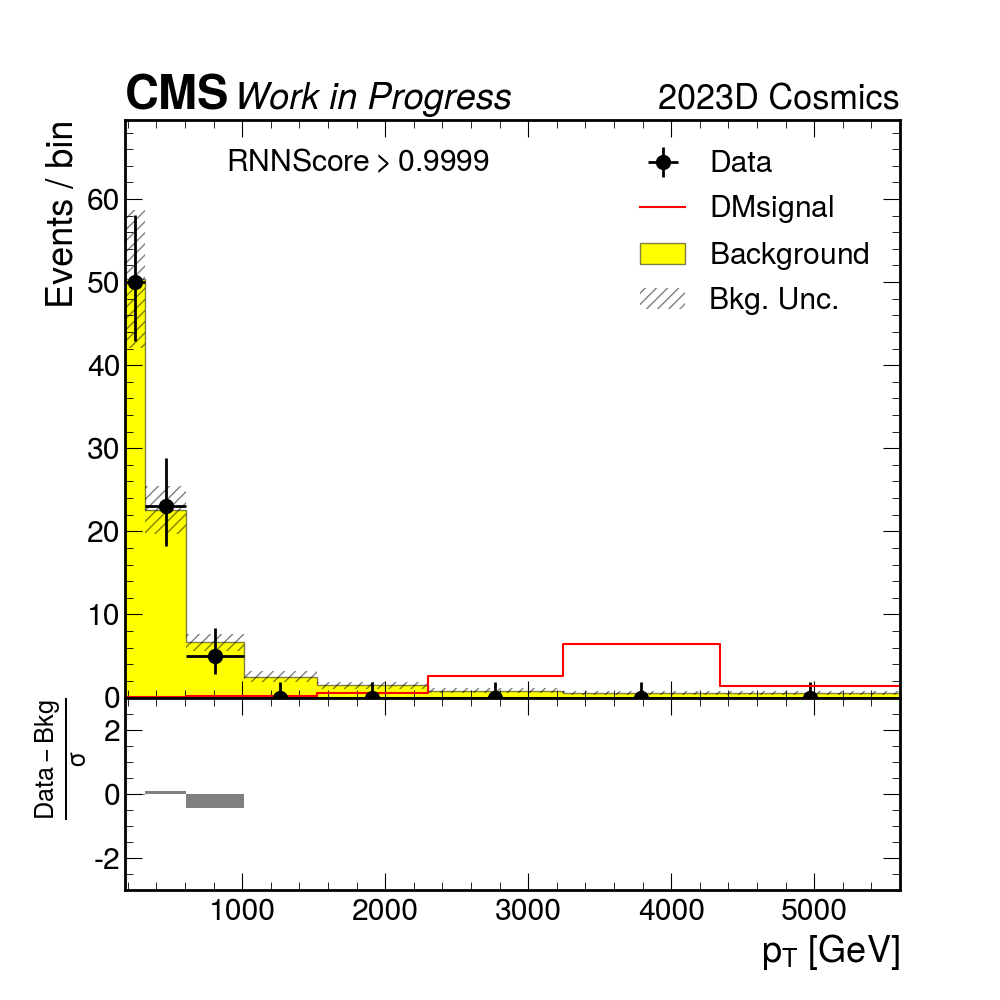 CMS Work in Progress 2023D Cosmics
Events / bin
RNNScore > 0.9999
Data
DMsignal
Background
Bkg. Unc.
60
50
40
30
20
10
0
Data − Bkg
σ
2
0
-2
1000 2000 3000 4000 5000
pT [GeV]